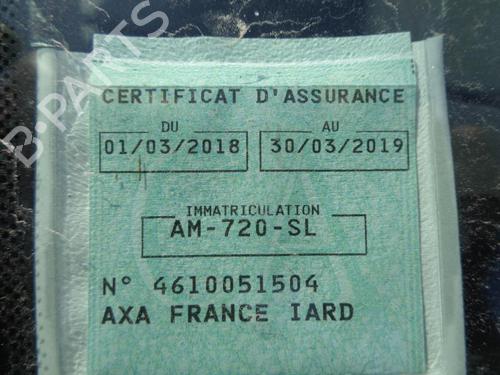 B-PARTS
CERTIFICAT D'ASSURANCE
DU AU
01/03/2018 30/03/2019
IMMATRICULATION
AM-720-SL
N° 4610051504
AXA FRANCE IARD